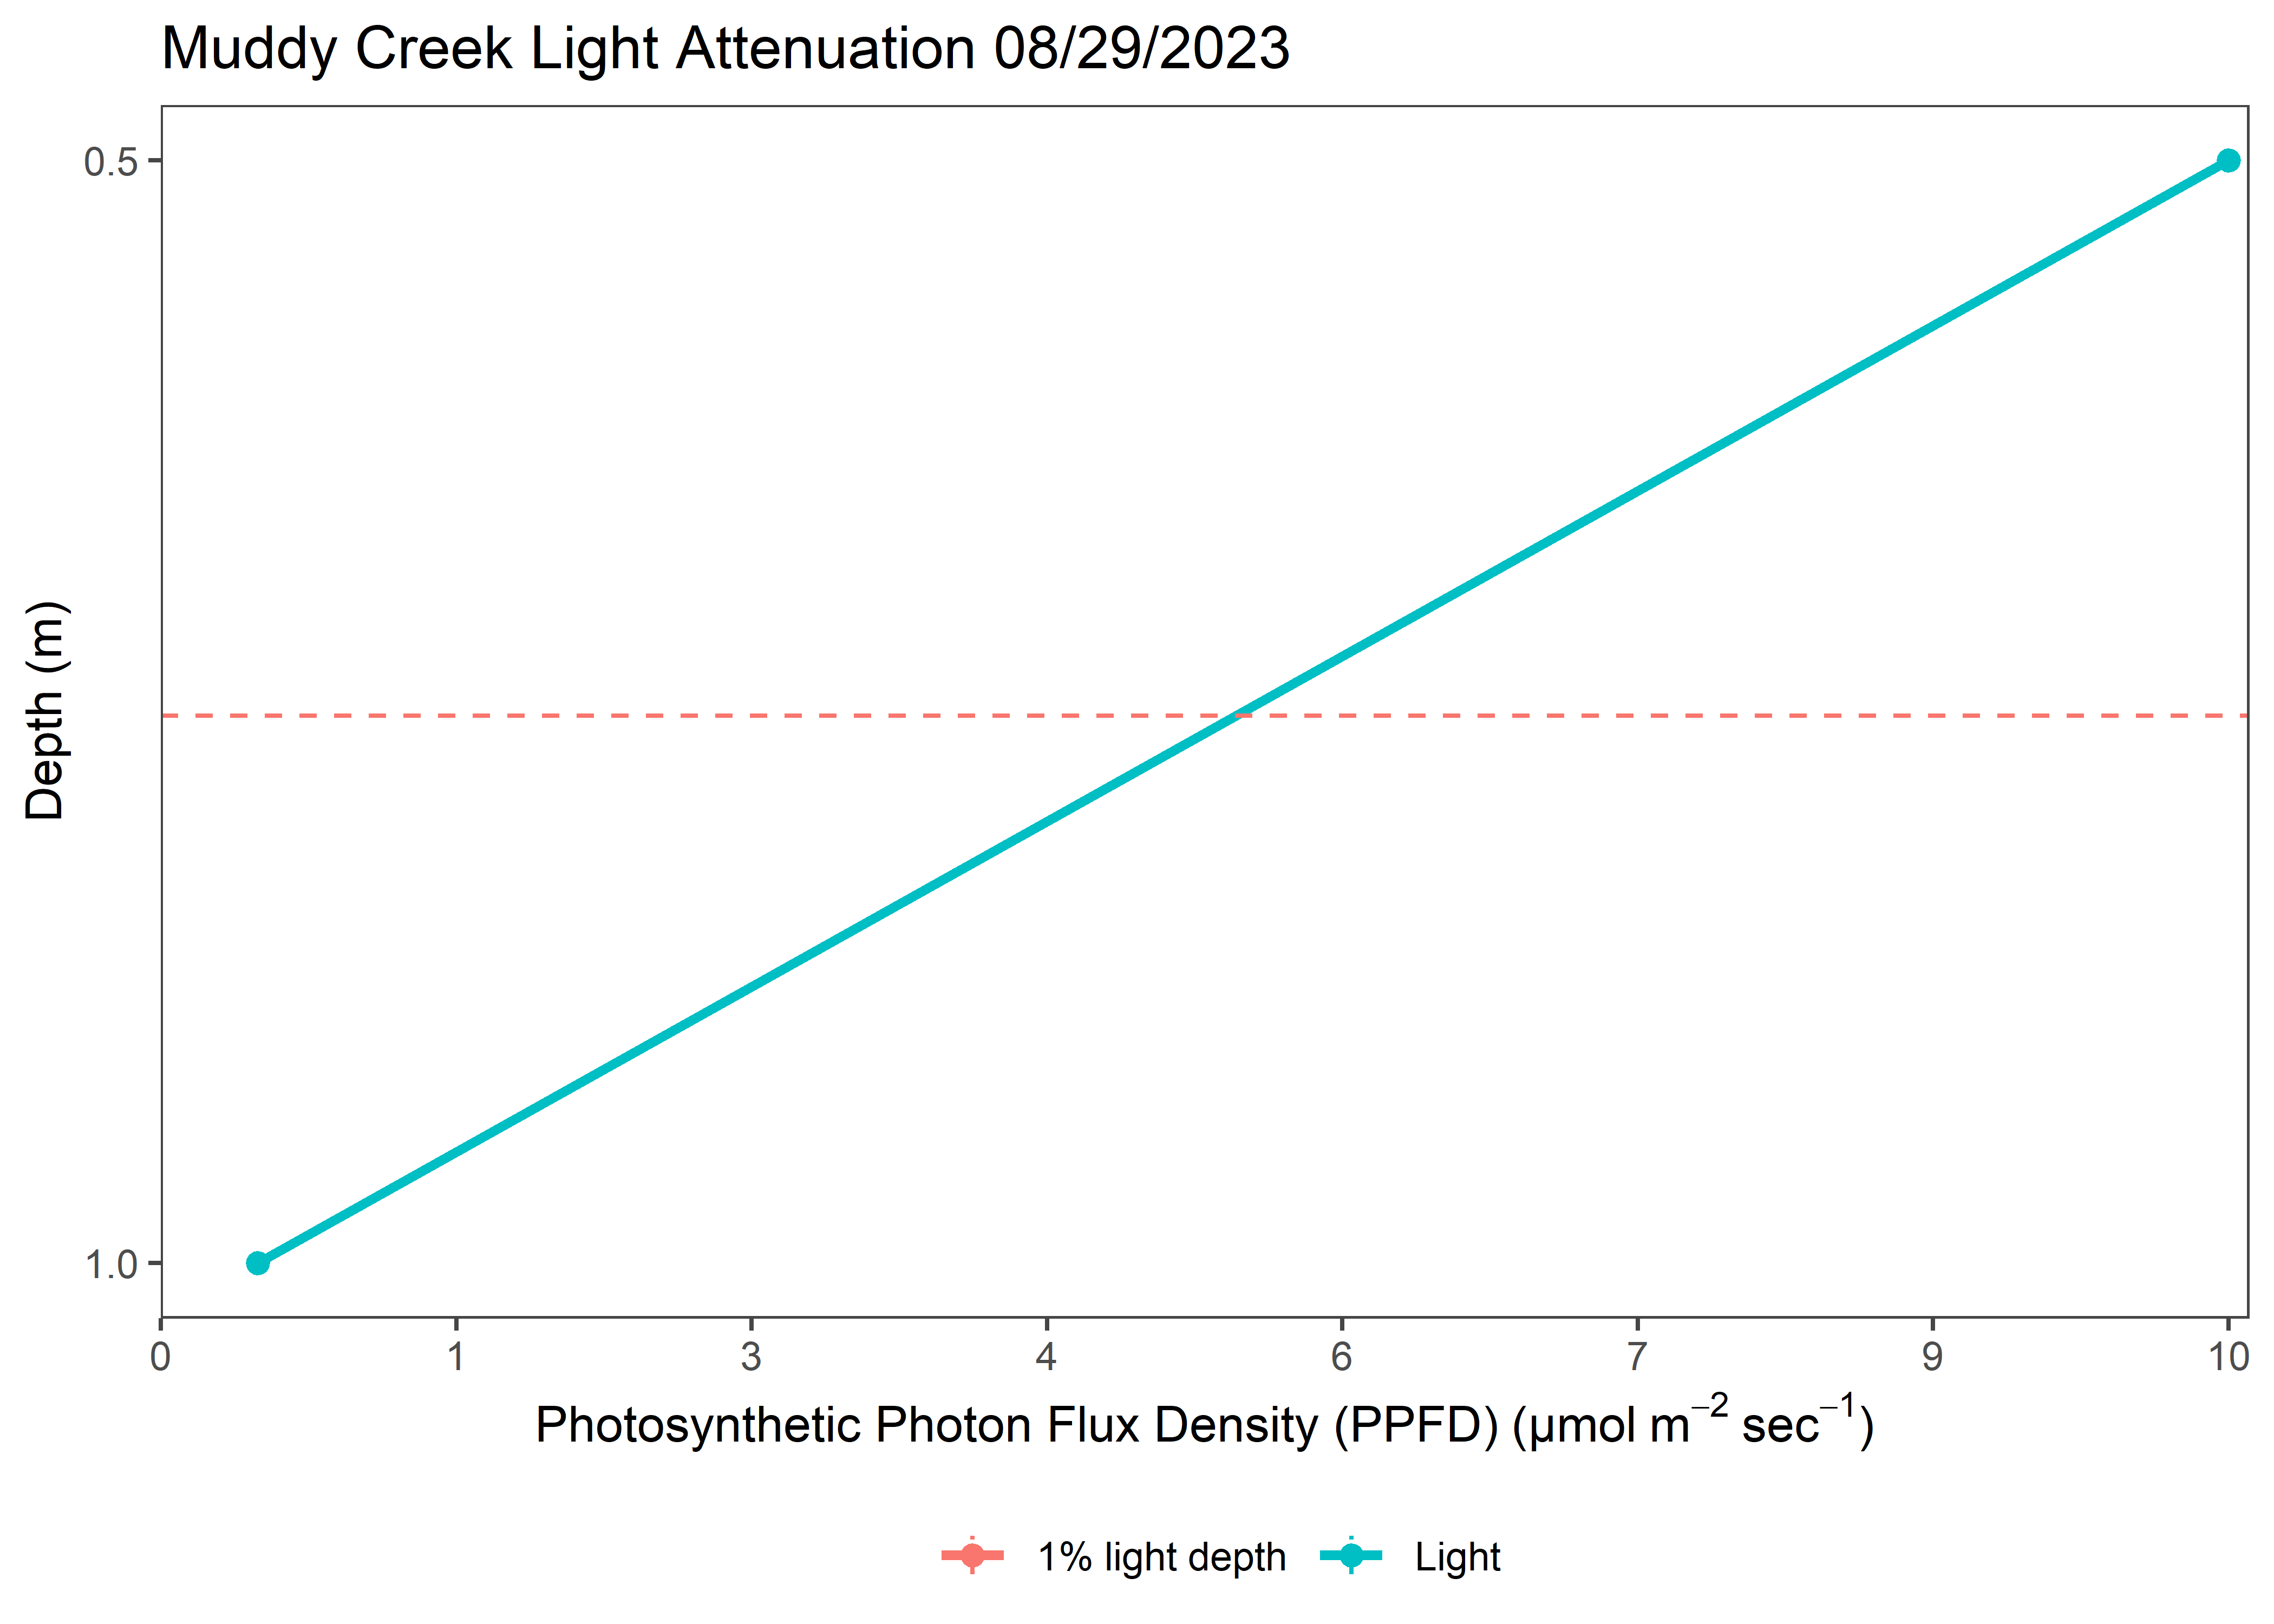 Muddy Creek Light Attenuation 08/29/2023
0.5
Depth (m)
1.0
0 1 3 4 6 7 9 10
Photosynthetic Photon Flux Density (PPFD) (µmol m⁻² sec⁻¹)
1% light depth Light